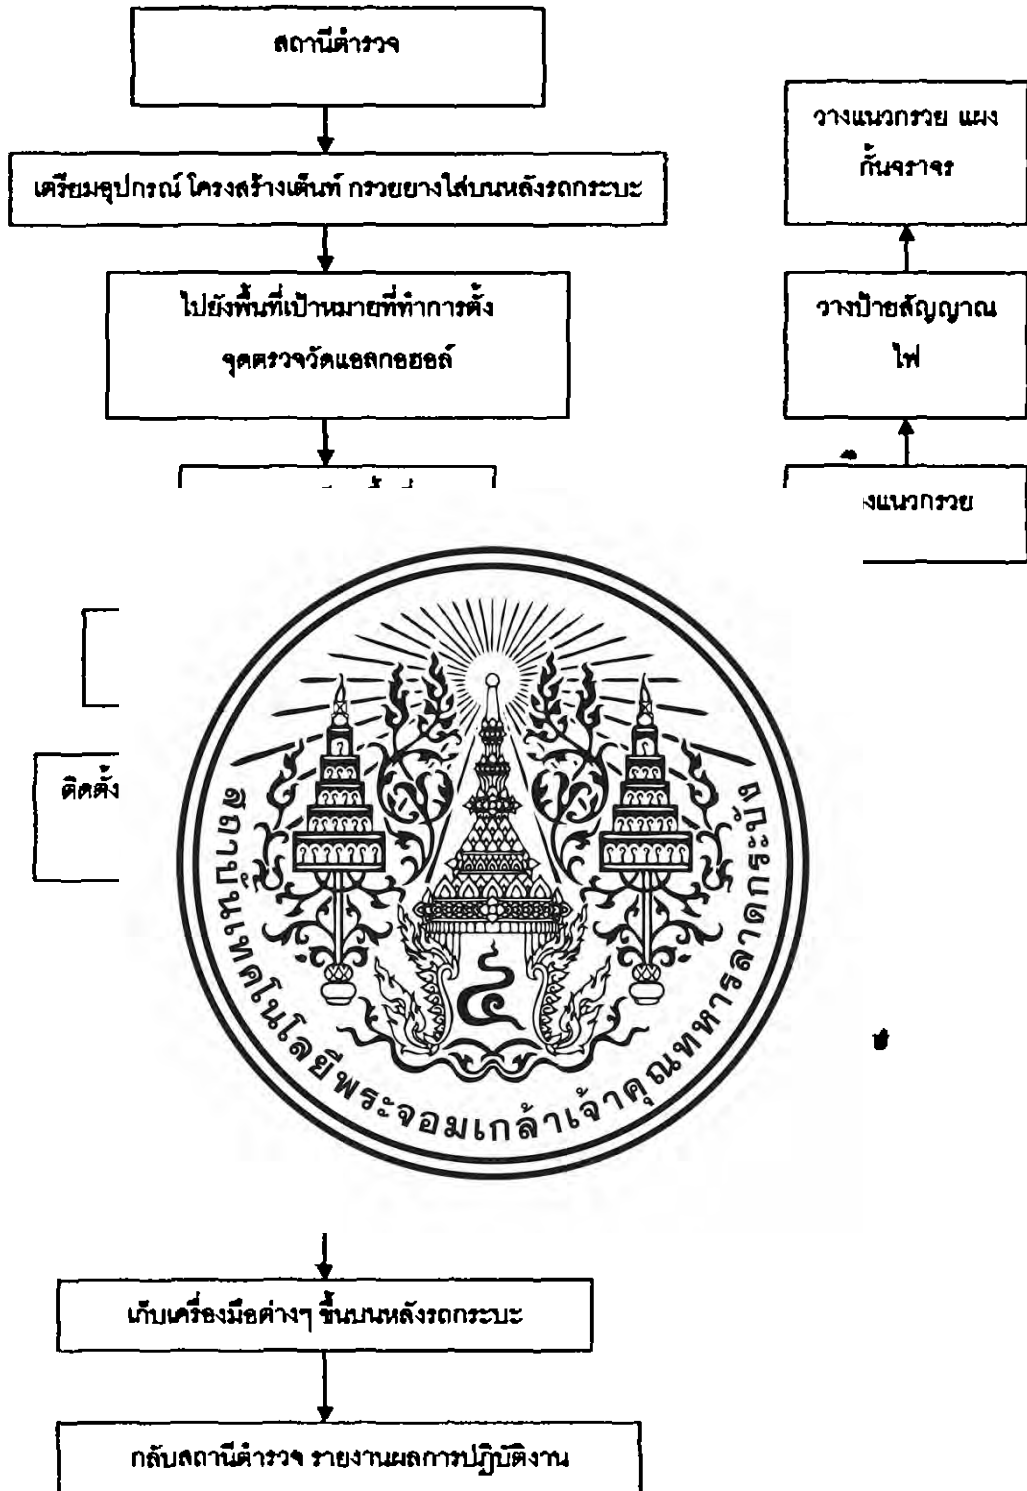 สถานีตำรวจ
เตรียมอุปกรณ์ โครงสร้างเต็นท์ กรวยยางใส่บนหลังรถกระบะ
ไปยังพื้นที่เป้าหมายที่ทำการตั้ง
จุดตรวจวัดแอลกอฮอล์
วางแนวกรวย แผง
กั้นจราจร
วางป้ายสัญญาณ
ไฟ
งแนวกรวย
ติดตั้ง
สถาบันเทคโนโลยีพระจอมเกล้าเจ้าคุณทหารลาดกระบัง
เก็บเครื่องมือต่างๆ ขึ้นบนหลังรถกระบะ
กลับสถานีตำรวจ รายงานผลการปฏิบัติงาน